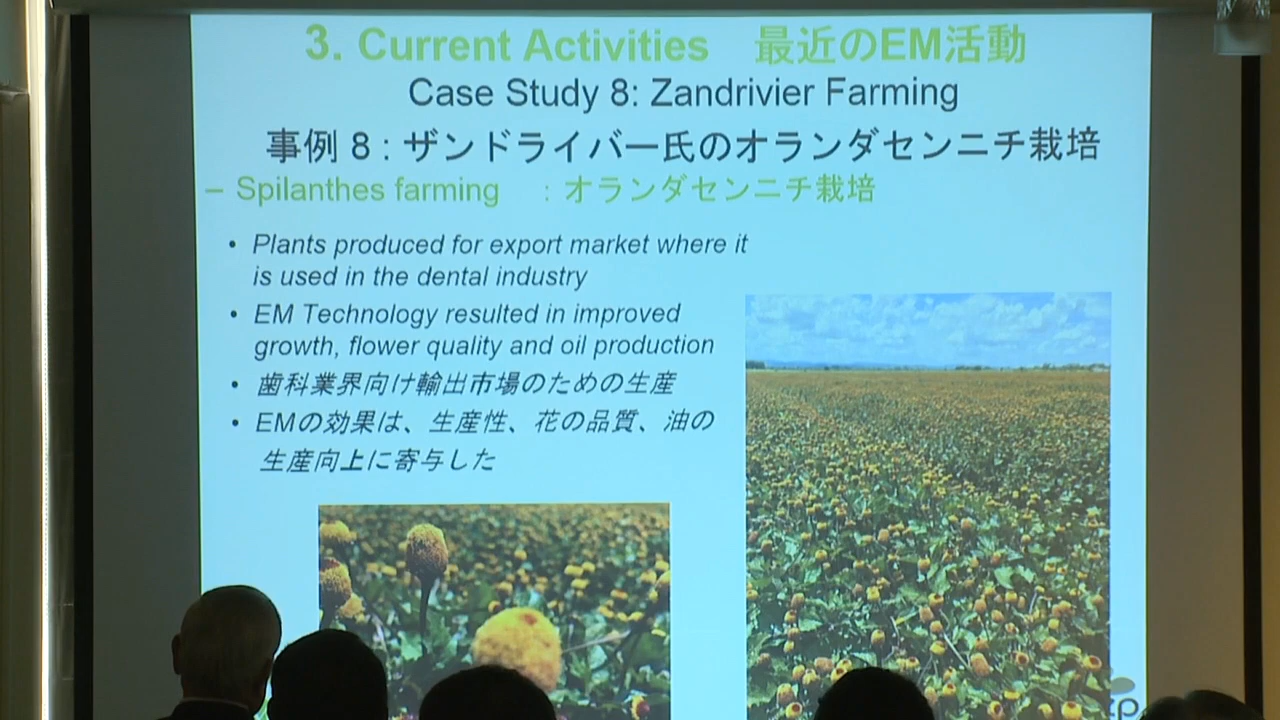 3. Current Activities 最近のEM活動
Case Study 8: Zandrivier Farming
事例 8 : ザンドライバー氏のオランダセンニチ栽培
– Spilanthes farming : オランダセンニチ栽培
• Plants produced for export market where it
is used in the dental industry
• EM Technology resulted in improved
growth, flower quality and oil production
• 歯科業界向け輸出市場のための生産
• EMの効果は、生産性、花の品質、油の
生産向上に寄与した